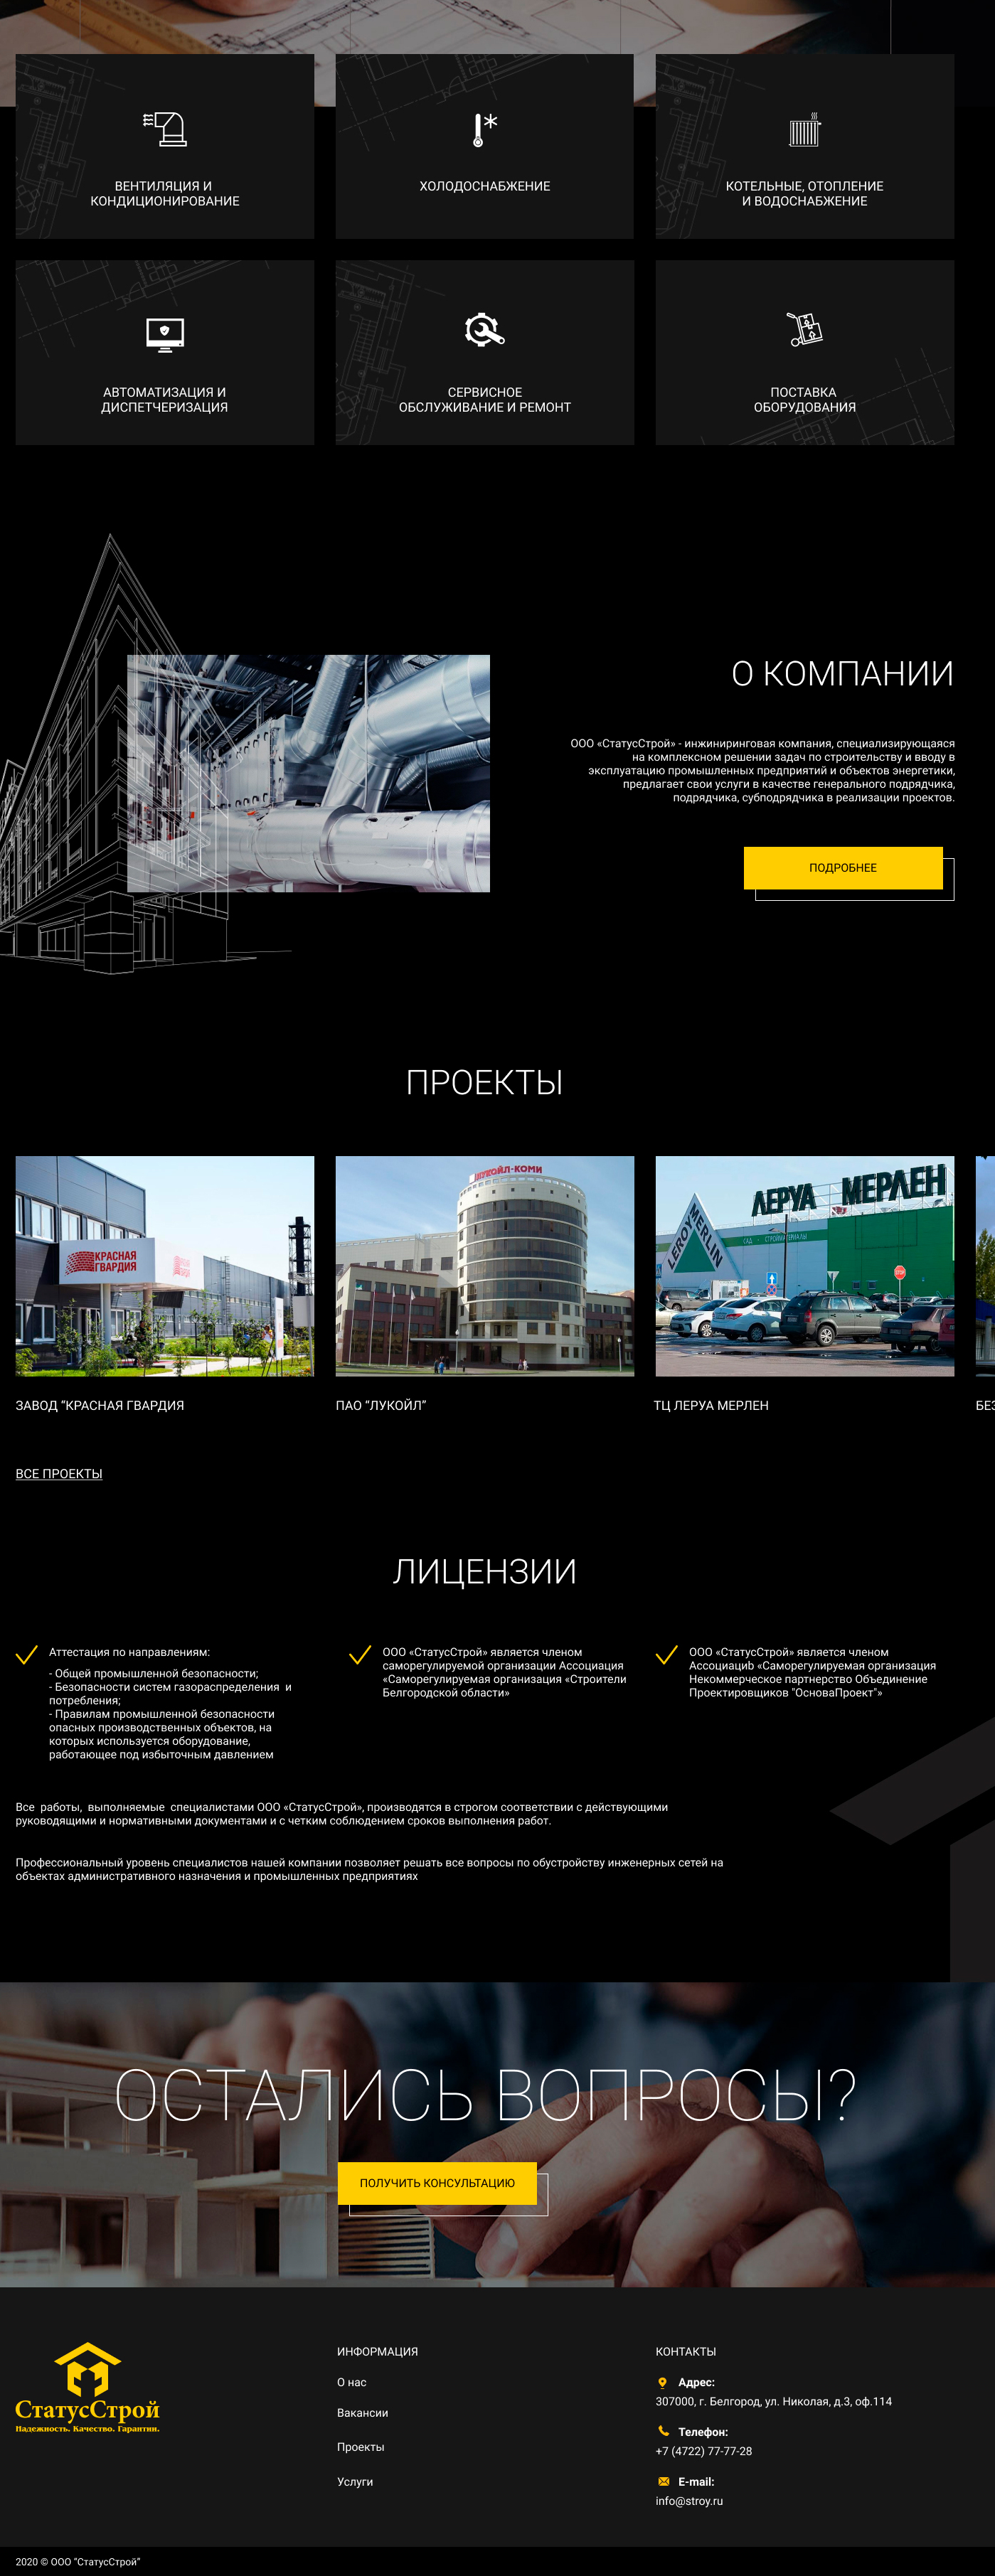 ВЕНТИЛЯЦИЯ И
КОНДИЦИОНИРОВАНИЕ
ХОЛОДОСНАБЖЕНИЕ
КОТЕЛЬНЫЕ, ОТОПЛЕНИЕ
И ВОДОСНАБЖЕНИЕ
АВТОМАТИЗАЦИЯ И
ДИСПЕТЧЕРИЗАЦИЯ
СЕРВИСНОЕ
ОБСЛУЖИВАНИЕ И РЕМОНТ
ПОСТАВКА
ОБОРУДОВАНИЯ
О КОМПАНИИ
ООО «СтатусСтрой» - инжиниринговая компания, специализирующаяся
на комплексном решении задач по строительству и вводу в
эксплуатацию промышленных предприятий и объектов энергетики,
предлагает свои услуги в качестве генерального подрядчика,
подрядчика, субподрядчика в реализации проектов.
ПОДРОБНЕЕ
ПРОЕКТЫ
КРАСНАЯ
ГВАРДИЯ
ЛУКОЙЛ-КОМИ
ЛЕРУА МЕРЛЕН
LEROY MERLIN
САД · СТРОЙМАТЕРИАЛЫ
STOP
ЗАВОД “КРАСНАЯ ГВАРДИЯ
ПАО “ЛУКОЙЛ”
ТЦ ЛЕРУА МЕРЛЕН
БЕЗ
ВСЕ ПРОЕКТЫ
ЛИЦЕНЗИИ
Аттестация по направлениям:
- Общей промышленной безопасности;
- Безопасности систем газораспределения и
потребления;
- Правилам промышленной безопасности
опасных производственных объектов, на
которых используется оборудование,
работающее под избыточным давлением
ООО «СтатусСтрой» является членом
саморегулируемой организации Ассоциация
«Саморегулируемая организация «Строители
Белгородской области»
ООО «СтатусСтрой» является членом
Ассоциациb «Саморегулируемая организация
Некоммерческое партнерство Объединение
Проектировщиков "ОсноваПроект"»
Все работы, выполняемые специалистами ООО «СтатусСтрой», производятся в строгом соответствии с действующими
руководящими и нормативными документами и с четким соблюдением сроков выполнения работ.
Профессиональный уровень специалистов нашей компании позволяет решать все вопросы по обустройству инженерных сетей на
объектах административного назначения и промышленных предприятиях
ОСТАЛИСЬ ВОПРОСЫ?
ПОЛУЧИТЬ КОНСУЛЬТАЦИЮ
СтатусСтрой
Надежность. Качество. Гарантии.
ИНФОРМАЦИЯ
О нас
Вакансии
Проекты
Услуги
КОНТАКТЫ
Адрес:
307000, г. Белгород, ул. Николая, д.3, оф.114
Телефон:
+7 (4722) 77-77-28
E-mail:
info@stroy.ru
2020 © ООО “СтатусСтрой”